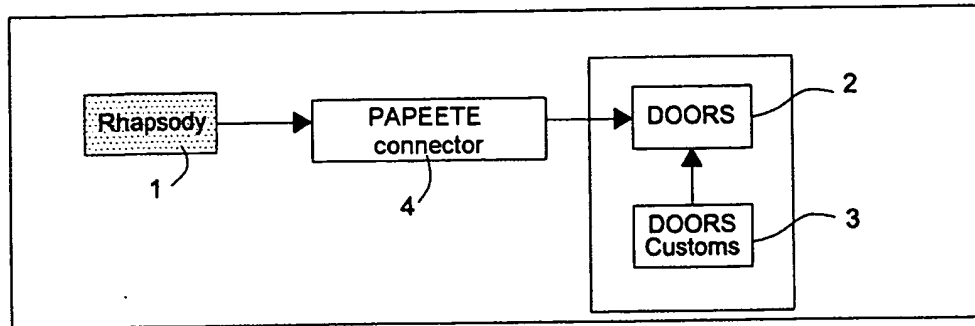 Rhapsody
1
PAPEETE
connector
4
DOORS
2
DOORS
Customs
3